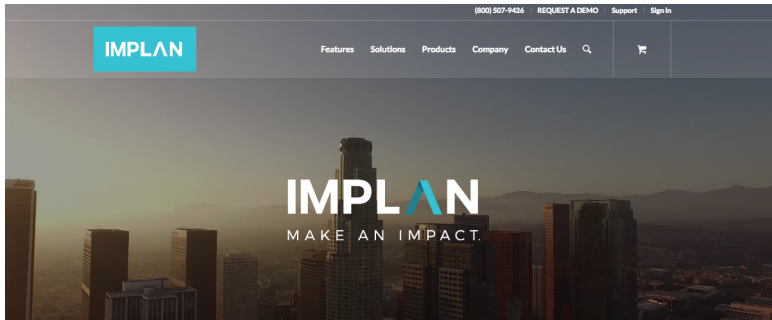 (800) 507-9426 REQUEST A DEMO Support Sign in
IMPLAN
Features Solutions Products Company Contact Us
IMPLAN
MAKE AN IMPACT.